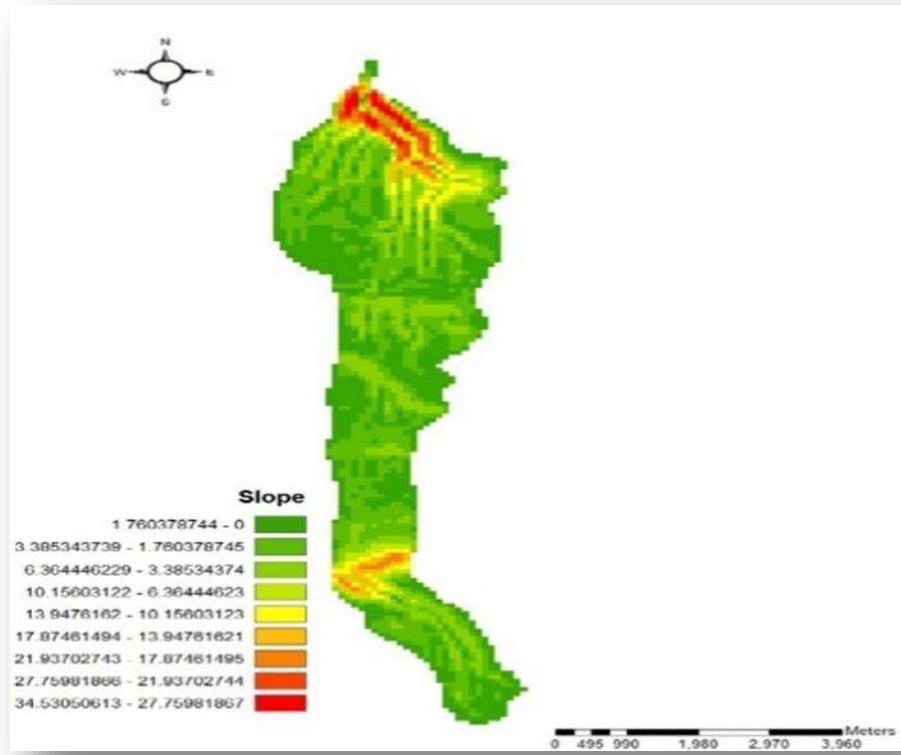 N
W E
S
Slope
1.760378744 - 0
3.385343739 - 1.760378745
6.364446229 - 3.38534374
10.15603122 - 6.36444623
13.9476162 - 10.15603123
17.87461494 - 13.94761621
21.93702743 - 17.87461495
27.75981866 - 21.93702744
34.53050613 - 27.75981867
Meters
0 495 990 1,980 2,970 3,960